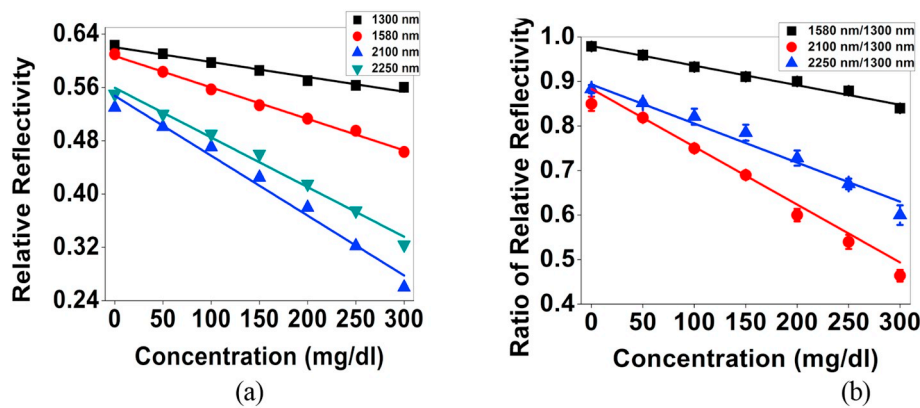 Relative Reflectivity
0.64
0.56
0.48
0.40
0.32
0.24
1300 nm
1580 nm
2100 nm
2250 nm
0 50 100 150 200 250 300
Concentration (mg/dl)
(a)
Ratio of Relative Reflectivity
1.0
0.9
0.8
0.7
0.6
0.5
0.4
1580 nm/1300 nm
2100 nm/1300 nm
2250 nm/1300 nm
0 50 100 150 200 250 300
Concentration (mg/dl)
(b)